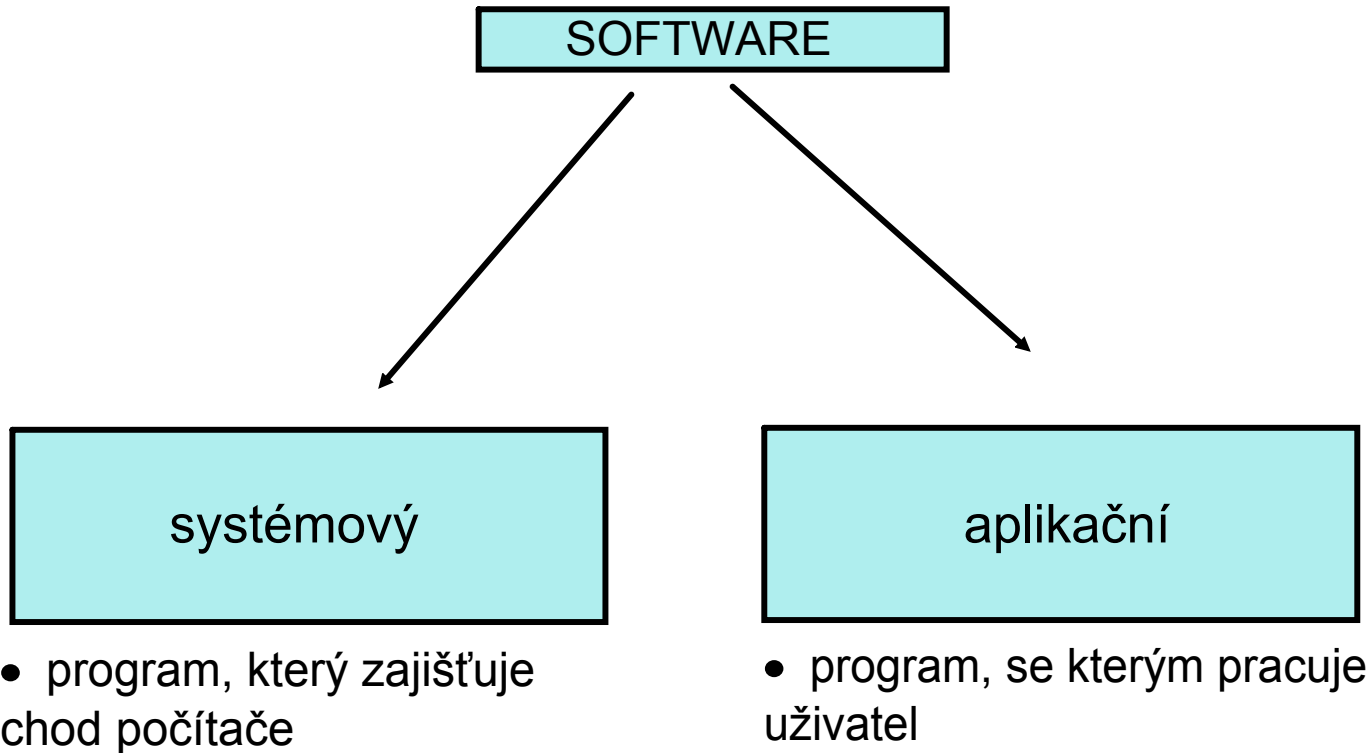 SOFTWARE
systémový
aplikační
• program, který zajišťuje
chod počítače
• program, se kterým pracuje
uživatel